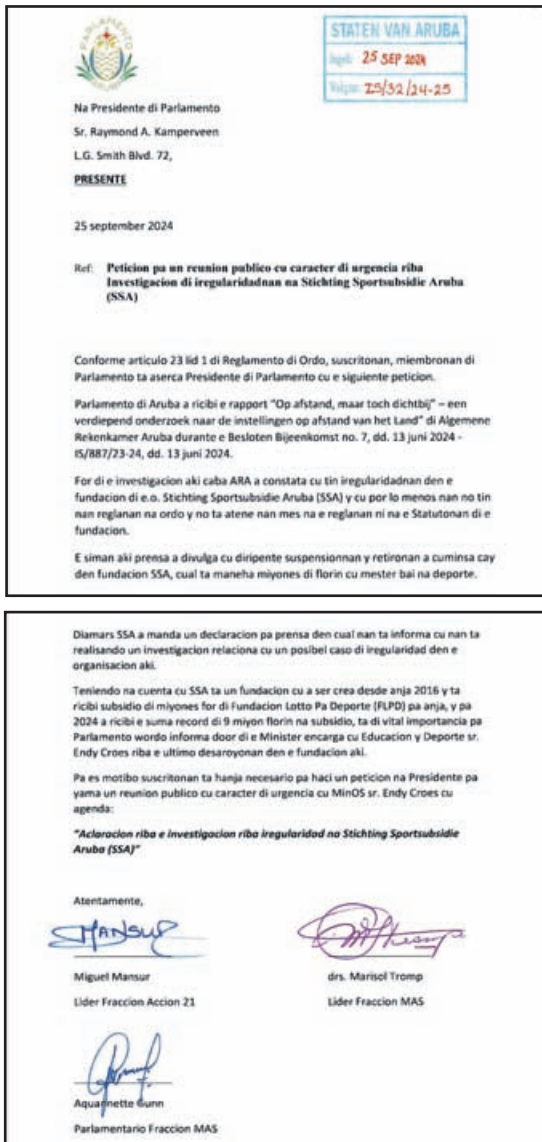 PARLAMENTO
ARUBA
STATEN VAN ARUBA
Ingek: 25 SEP 2024
Volgnr: IS/32/24-25
Na Presidente di Parlamento
Sr. Raymond A. Kamperveen
L.G. Smith Blvd. 72,
PRESENTE
25 september 2024
Ref: Peticion pa un reunion publico cu caracter di urgencia riba
Investigacion di iregularidadnan na Stichting Sportsubsidie Aruba
(SSA)
Conforme articulo 23 lid 1 di Reglamento di Ordo, suscritonan, miembronan di
Parlamento ta aserca Presidente di Parlamento cu e siguiente peticion.
Parlamento di Aruba a ricibi e rapport "Op afstand, maar toch dichtbij" – een
verdiepend onderzoek naar de instellingen op afstand van het Land" di Algemene
Rekenkamer Aruba durante e Besloten Bijeenkomst no. 7, dd. 13 juni 2024 -
IS/887/23-24, dd. 13 juni 2024.
For di e investigacion aki caba ARA a constata cu tin iregularidadnan den e
fundacion di e.o. Stichting Sportsubsidie Aruba (SSA) y cu por lo menos nan no tin
nan reglanan na ordo y no ta atene nan mes na e reglanan ni na e Statutonan di e
fundacion.
E siman aki prensa a divulga cu diripente suspensionnan y retironan a cuminsa cay
den fundacion SSA, cual ta maneha miyones di florin cu mester bai na deporte.
Diamars SSA a manda un declaracion pa prensa den cual nan ta informa cu nan ta
realisando un investigacion relaciona cu un posibel caso di iregularidad den e
organisacion aki.
Teniendo na cuenta cu SSA ta un fundacion cu a ser crea desde anja 2016 y ta
ricibi subsidio di miyones for di Fundacion Lotto Pa Deporte (FLPD) pa anja, y pa
2024 a ricibi e suma record di 9 miyon florin na subsidio, ta di vital importancia pa
Parlamento wordo informa door di e Minister encarga cu Educacion y Deporte sr.
Endy Croes riba e ultimo desaroyonan den e fundacion aki.
Pa es motibo suscritonan ta hanja necesario pa haci un peticion na Presidente pa
yama un reunion publico cu caracter di urgencia cu MinOS sr. Endy Croes cu
agenda:
"Aclaracion riba e investigacion riba iregularidad na Stichting Sportsubsidie
Aruba (SSA)"
Atentamente,
MANSUR
Miguel Mansur
drs. Marisol Tromp
Lider Fraccion Accion 21
Lider Fraccion MAS
Aquannette Gunn
Parlamentario Fraccion MAS